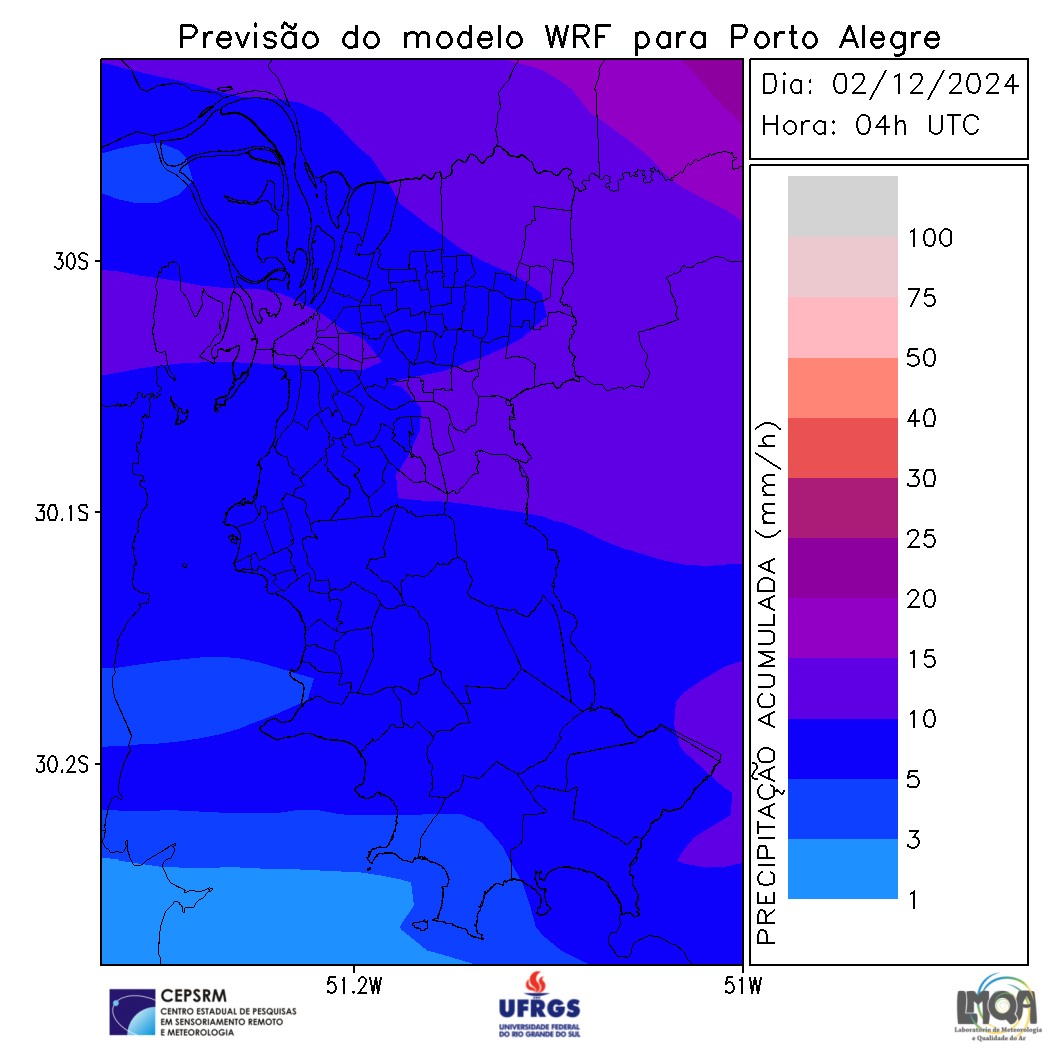 Previsão do modelo WRF para Porto Alegre
Dia: 02/12/2024
Hora: 04h UTC
30S
30.1S
30.2S
51.2W
51W
PRECIPITAÇÃO ACUMULADA (mm/h)
100
75
50
40
30
25
20
15
10
5
3
1
CEPSRM
CENTRO ESTADUAL DE PESQUISAS
EM SENSORIAMENTO REMOTO
E METEOROLOGIA
UFRGS
UNIVERSIDADE FEDERAL
DO RIO GRANDE DO SUL
LMQA
Laboratório de Meteorologia
e Qualidade do Ar